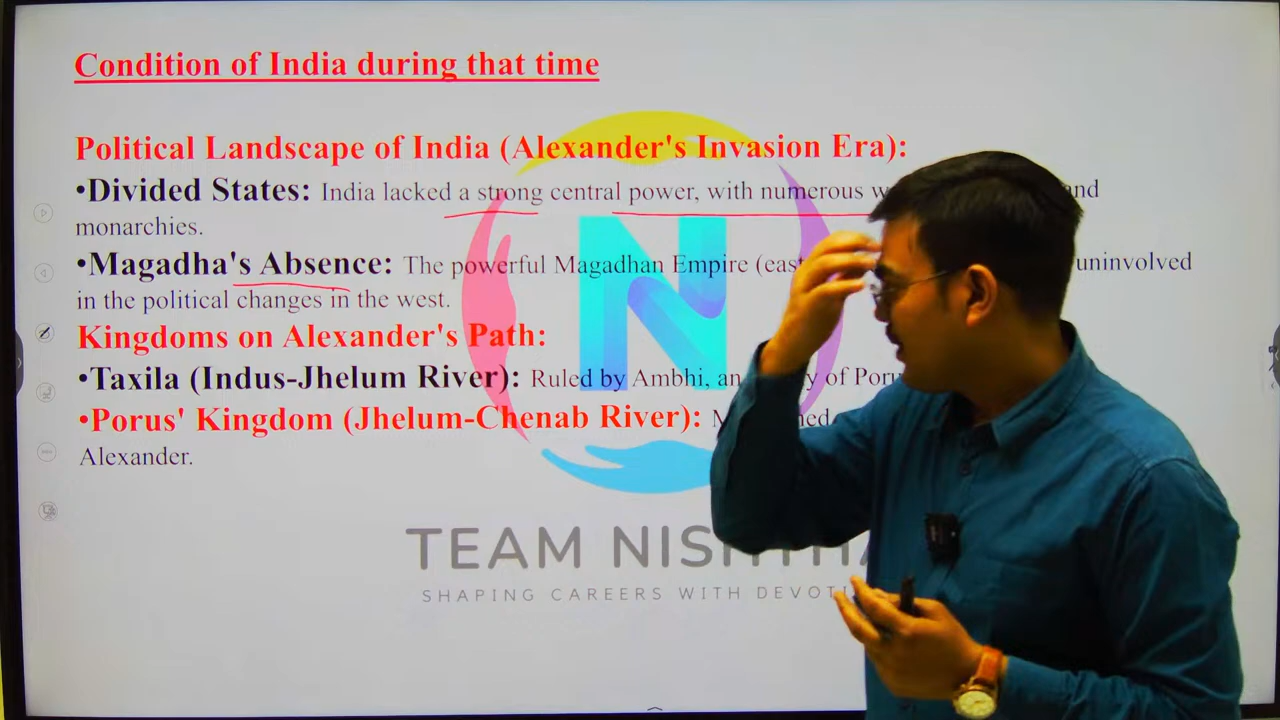 Condition of India during that time
Political Landscape of India (Alexander's Invasion Era):
•Divided States: India lacked a strong central power, with numerous and
monarchies.
•Magadha's Absence: The powerful Magadhan Empire uninvolved
in the political changes in the west.
Kingdoms on Alexander's Path:
•Taxila (Indus-Jhelum River): Ruled by Ambhi, of
•Porus' Kingdom (Jhelum-Chenab River):
Alexander.
N
TEAM
SHAPING CAREERS WITH